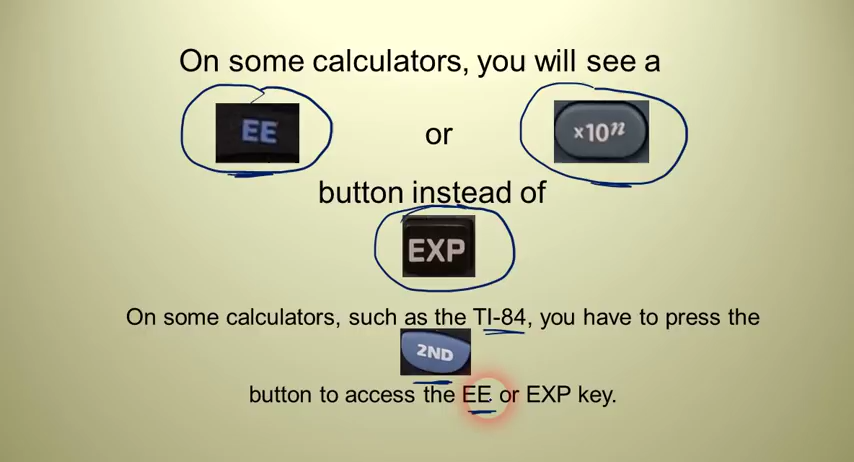 On some calculators, you will see a
EE or x10ⁿ
button instead of
EXP
On some calculators, such as the TI-84, you have to press the
2ND
button to access the EE or EXP key.